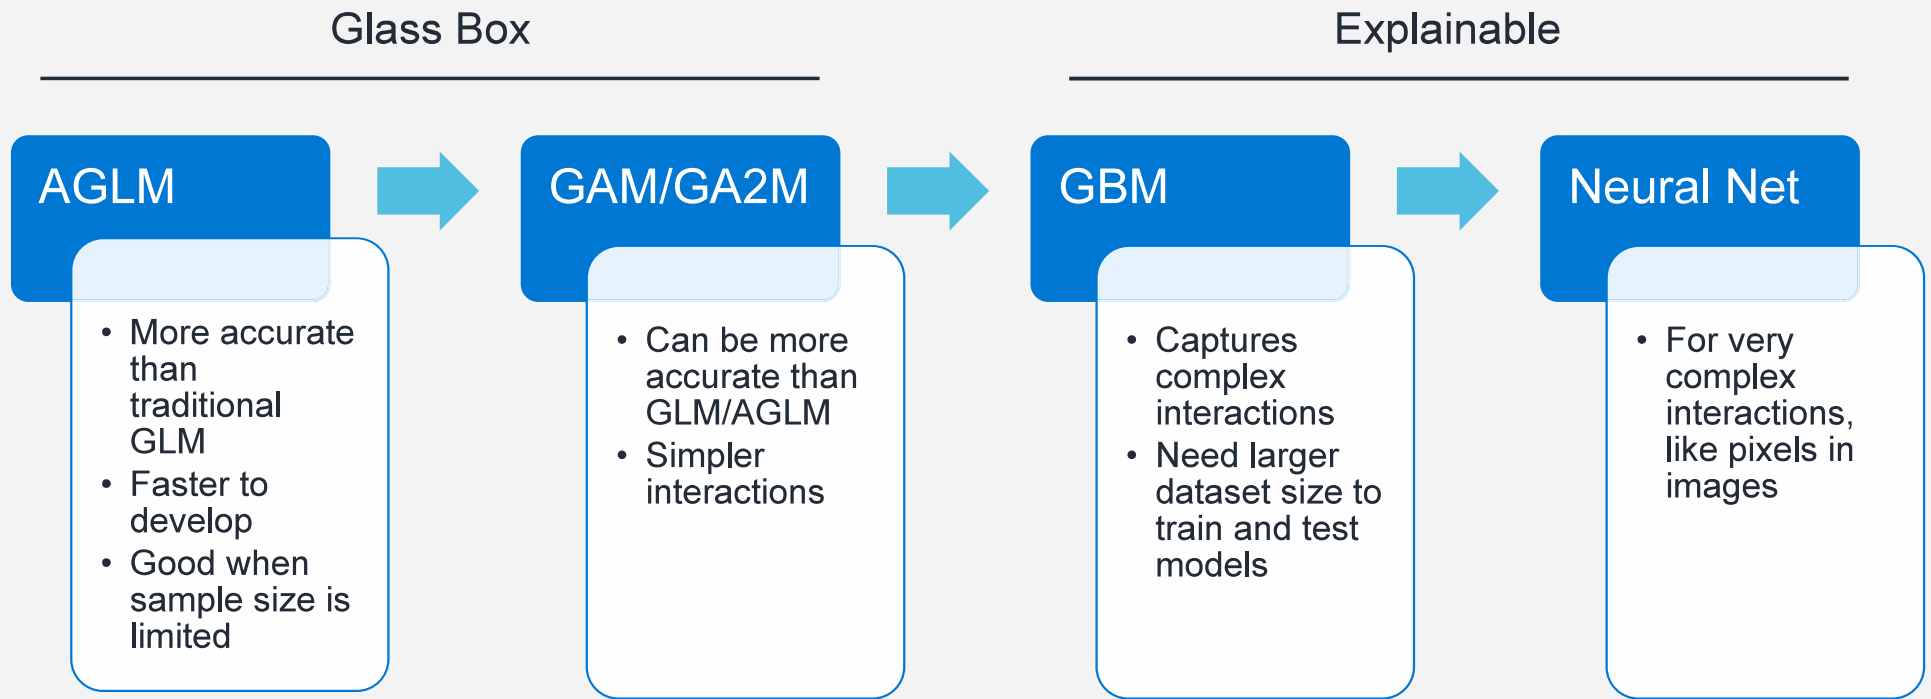 Glass Box
Explainable
AGLM
GAM/GA2M
GBM
Neural Net
• More accurate
than
traditional
GLM
• Faster to
develop
• Good when
sample size is
limited
• Can be more
accurate than
GLM/AGLM
• Simpler
interactions
• Captures
complex
interactions
• Need larger
dataset size to
train and test
models
• For very
complex
interactions,
like pixels in
images